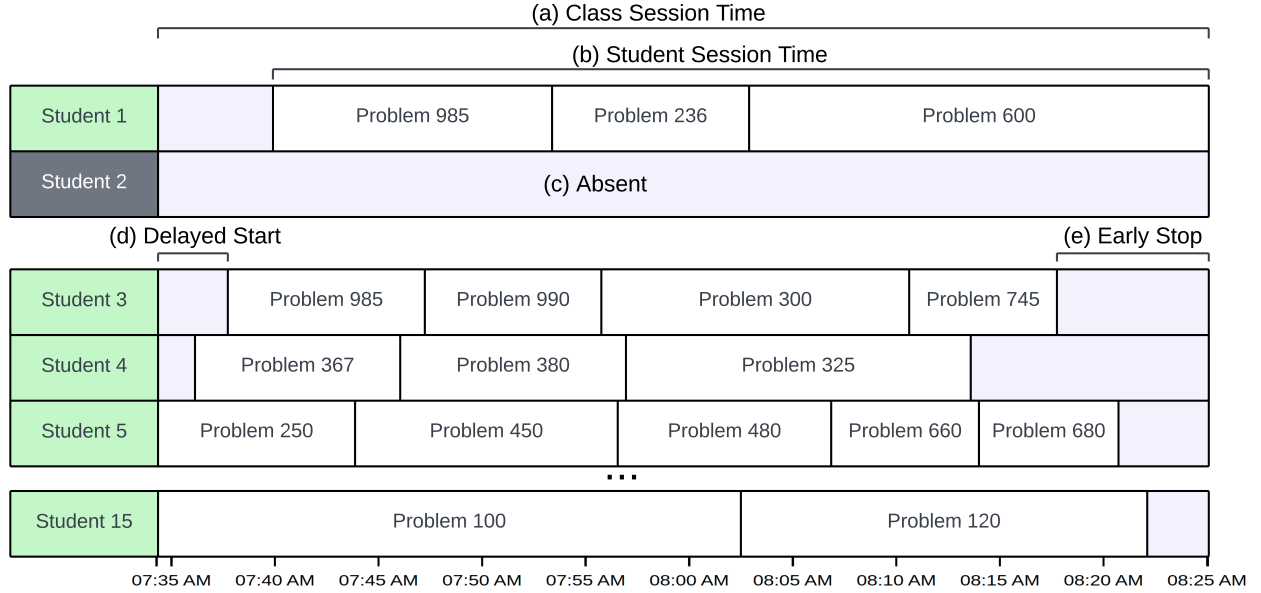 (a) Class Session Time
(b) Student Session Time
Student 1 Problem 985 Problem 236 Problem 600
Student 2 (c) Absent
(d) Delayed Start (e) Early Stop
Student 3 Problem 985 Problem 990 Problem 300 Problem 745
Student 4 Problem 367 Problem 380 Problem 325
Student 5 Problem 250 Problem 450 Problem 480 Problem 660 Problem 680
...
Student 15 Problem 100 Problem 120
07:35 AM 07:40 AM 07:45 AM 07:50 AM 07:55 AM 08:00 AM 08:05 AM 08:10 AM 08:15 AM 08:20 AM 08:25 AM